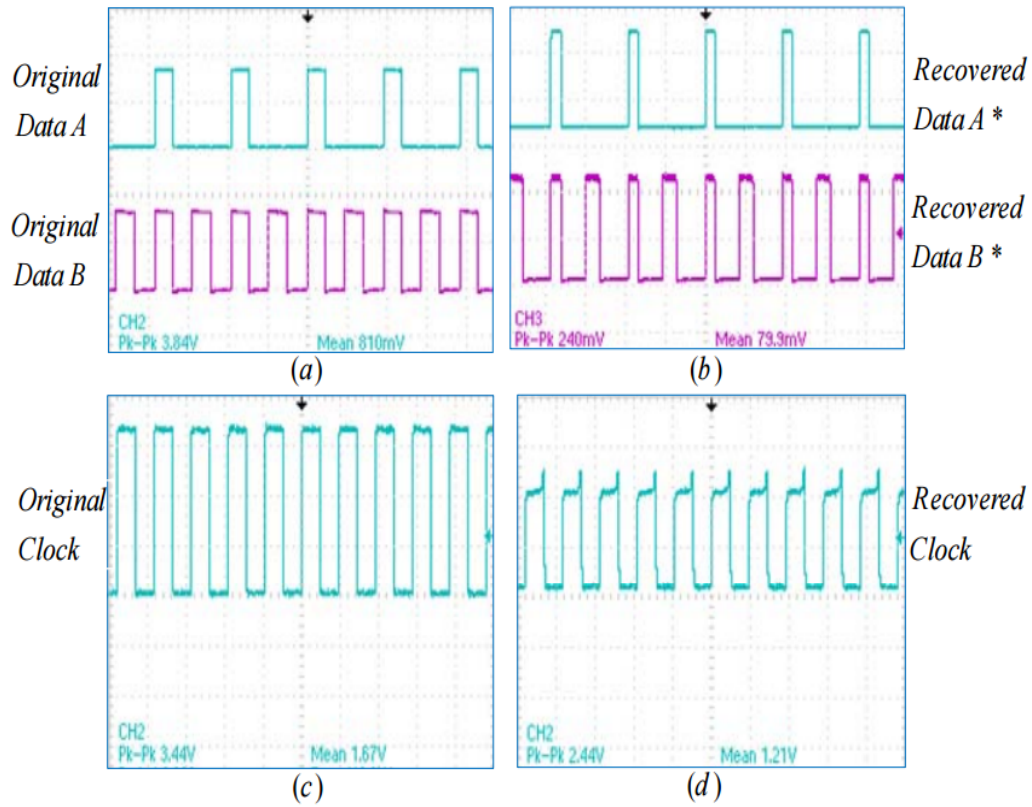 Original
Data A
Original
Data B
CH2
Pk-Pk 3.84V Mean 810mV
(a)
Recovered
Data A *
Recovered
Data B *
CH3
Pk-Pk 240mV Mean 79.9mV
(b)
Original
Clock
CH2
Pk-Pk 3.44V Mean 1.67V
(c)
Recovered
Clock
CH2
Pk-Pk 2.44V Mean 1.21V
(d)